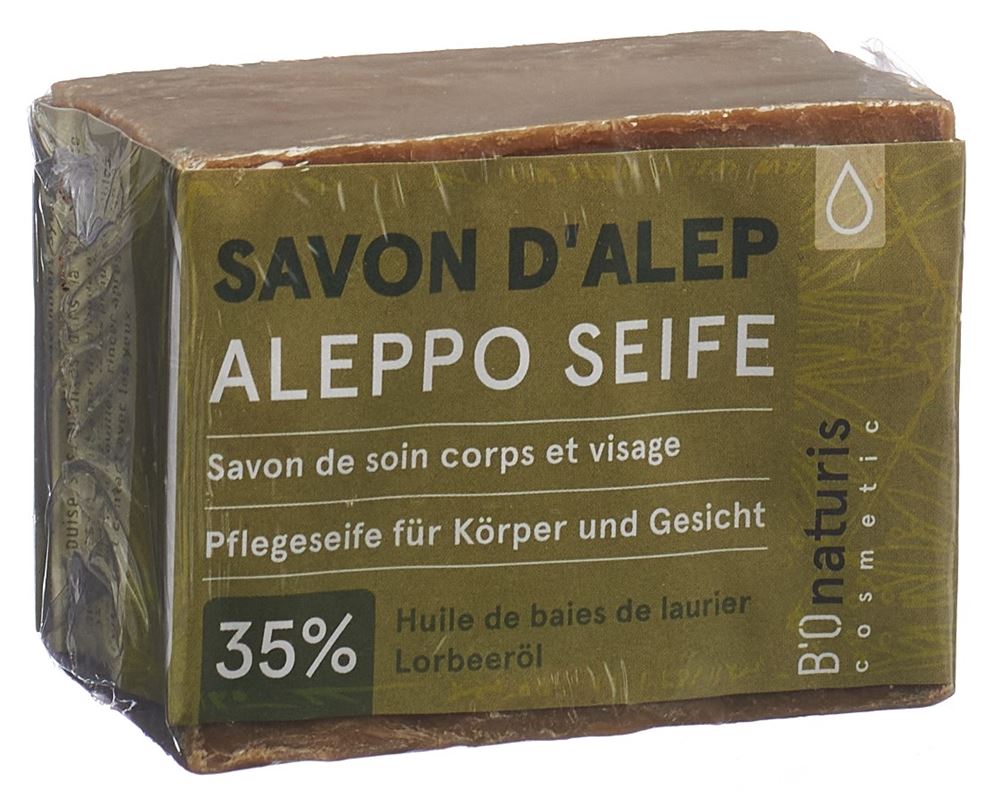 SAVON D'ALEP
ALEPPO SEIFE
Savon de soin corps et visage
Pflegeseife für Körper und Gesicht
35%
Huile de baies de laurier
Lorbeeröl
B'Onaturis
cosmetic